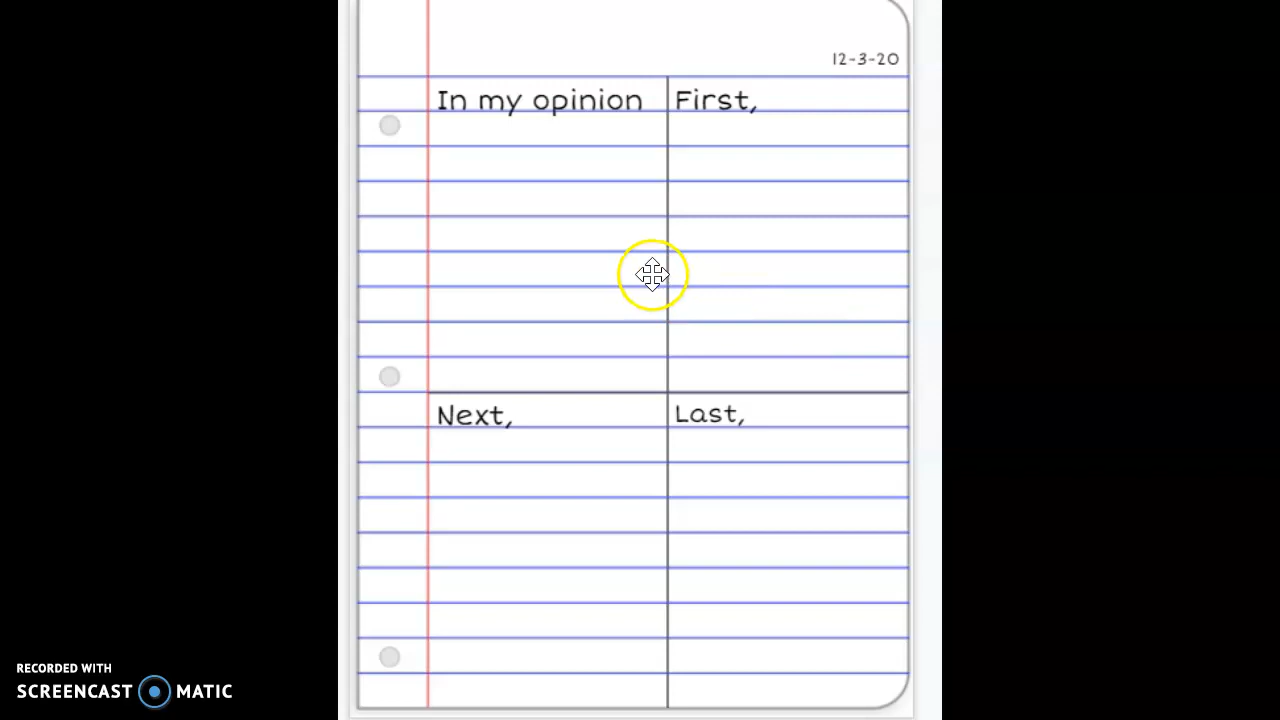 12-3-20
In my opinion
First,
Next,
Last,
RECORDED WITH
SCREENCAST MATIC